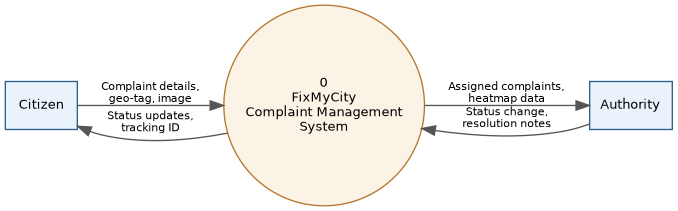 Citizen
Complaint details,
geo-tag, image
Status updates,
tracking ID
0
FixMyCity
Complaint Management
System
Assigned complaints,
heatmap data
Status change,
resolution notes
Authority